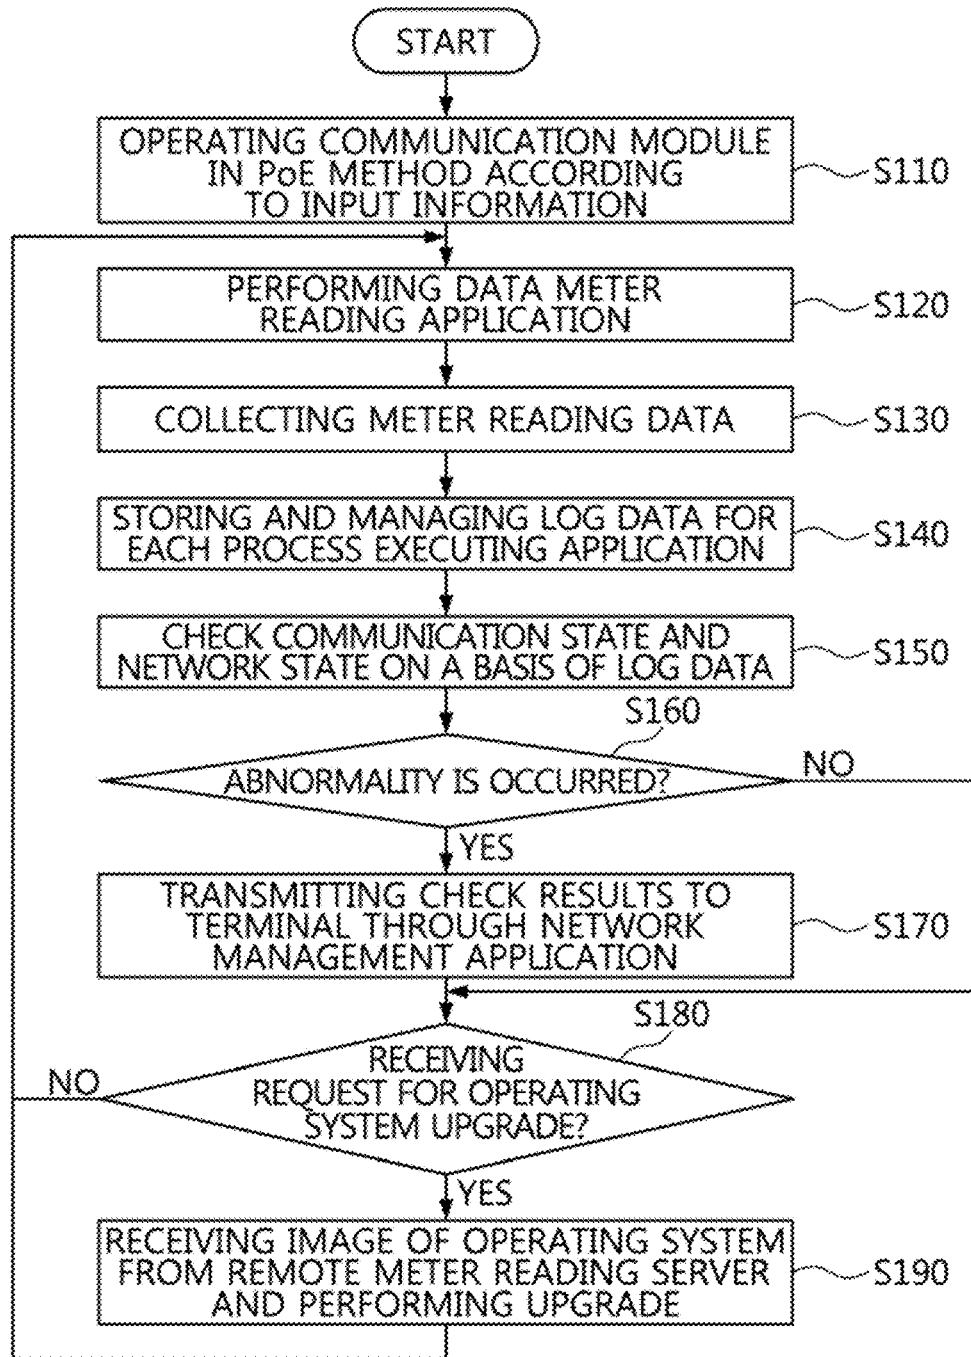 START
OPERATING COMMUNICATION MODULE
IN PoE METHOD ACCORDING
TO INPUT INFORMATION
S110
PERFORMING DATA METER
READING APPLICATION
S120
COLLECTING METER READING DATA
S130
STORING AND MANAGING LOG DATA FOR
EACH PROCESS EXECUTING APPLICATION
S140
CHECK COMMUNICATION STATE AND
NETWORK STATE ON A BASIS OF LOG DATA
S150
S160
ABNORMALITY IS OCCURRED?
NO
YES
TRANSMITTING CHECK RESULTS TO
TERMINAL THROUGH NETWORK
MANAGEMENT APPLICATION
S170
S180
RECEIVING
REQUEST FOR OPERATING
SYSTEM UPGRADE?
NO
YES
RECEIVING IMAGE OF OPERATING SYSTEM
FROM REMOTE METER READING SERVER
AND PERFORMING UPGRADE
S190